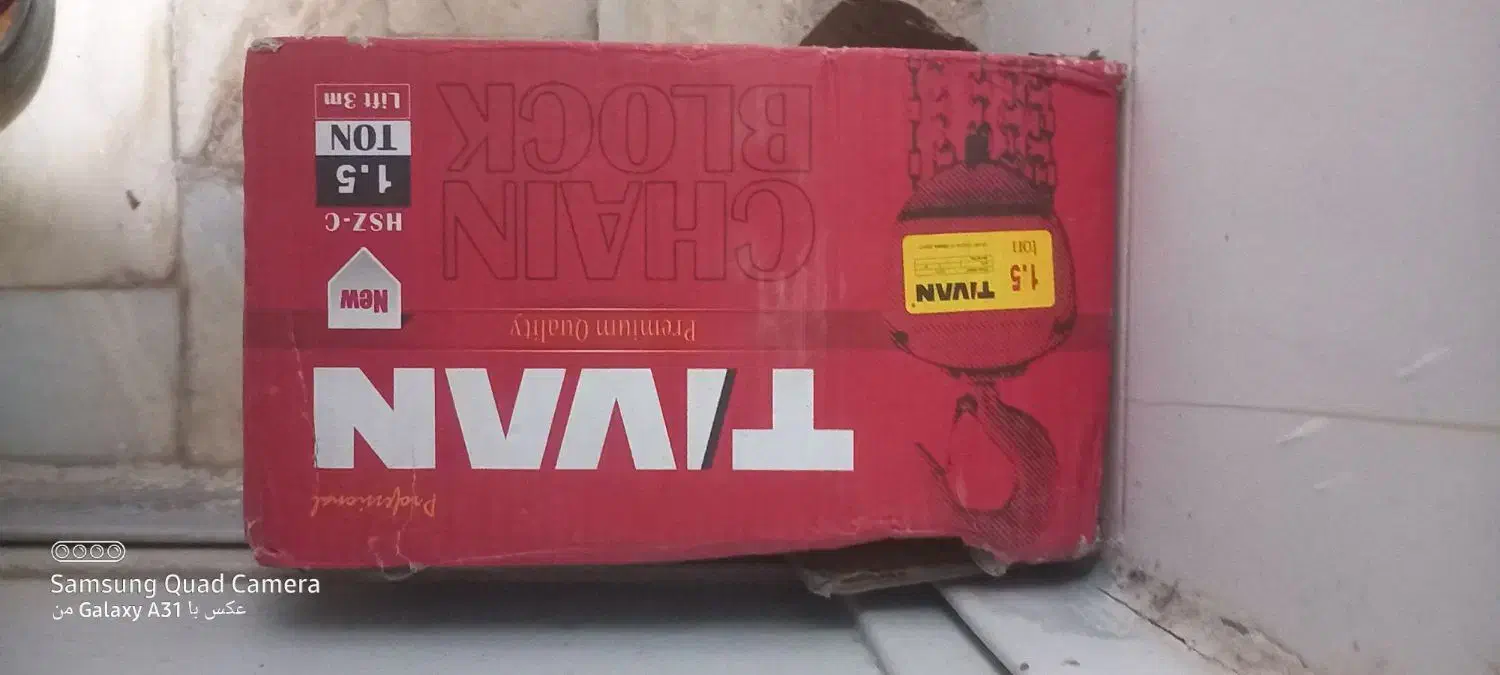 Professional
TIVAN
Premium Quality
New
CHAIN
BLOCK
HSZ-C
1.5
TON
Lift 3m
TIVAN
1.5
ton
Samsung Quad Camera
عکس با Galaxy A31 من